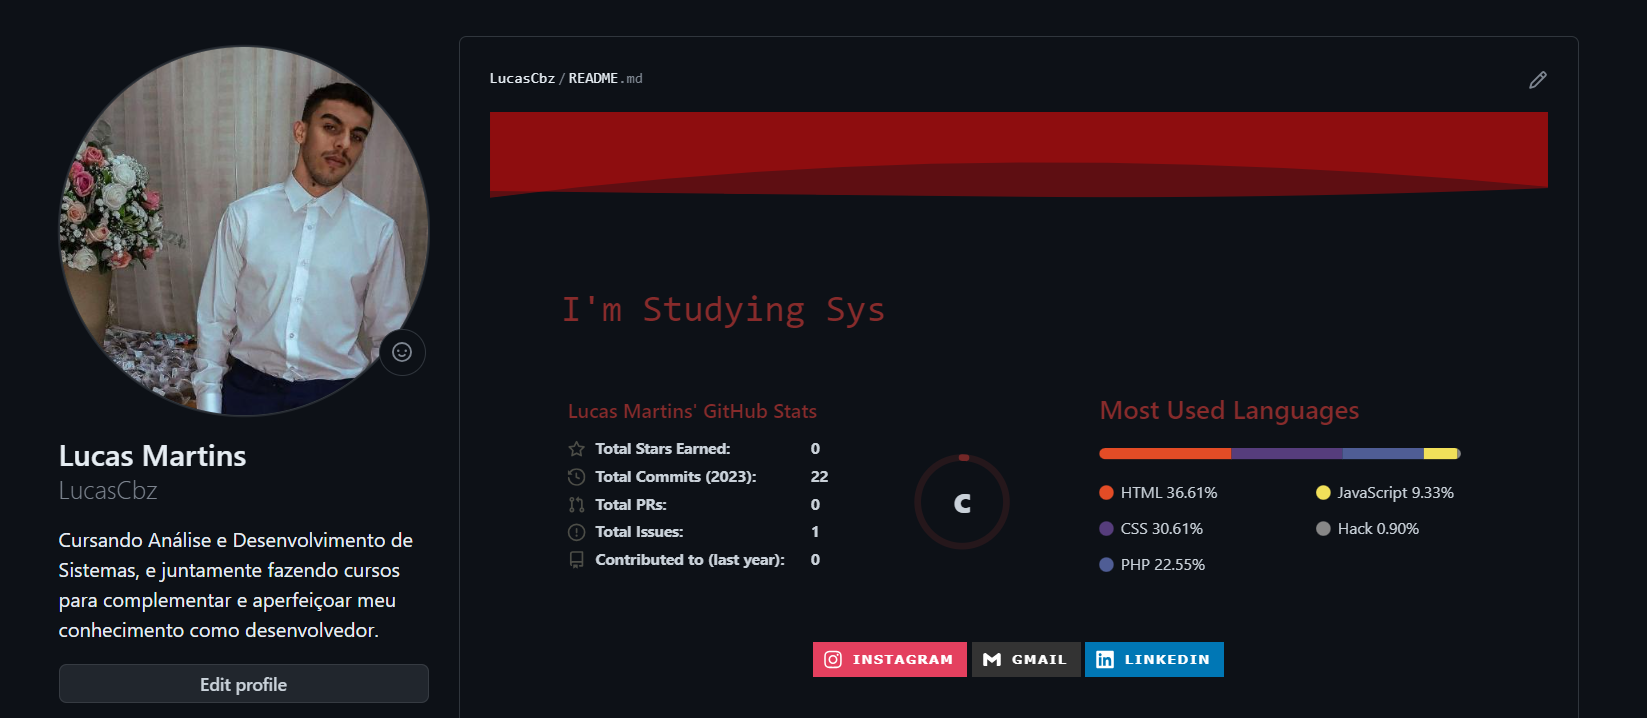 Lucas Martins
LucasCbz
Cursando Análise e Desenvolvimento de
Sistemas, e juntamente fazendo cursos
para complementar e aperfeiçoar meu
conhecimento como desenvolvedor.
Edit profile
LucasCbz/README.md
I'm Studying Sys
Lucas Martins' GitHub Stats
Total Stars Earned: 0
Total Commits (2023): 22
Total PRs: 0
Total Issues: 1
Contributed to (last year): 0
C
Most Used Languages
HTML 36.61%
CSS 30.61%
PHP 22.55%
JavaScript 9.33%
Hack 0.90%
INSTAGRAM
GMAIL
LINKEDIN